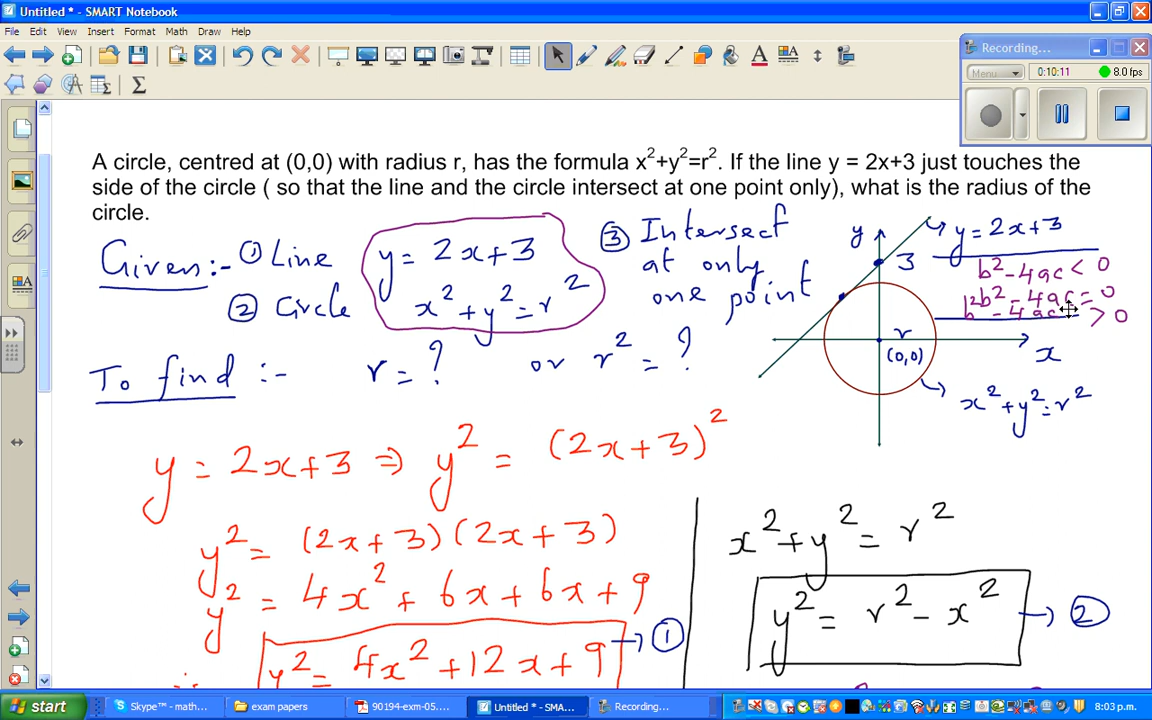 Untitled * - SMART Notebook
File Edit View Insert Format Math Draw Help
Recording...
Menu 0:10:11 8.0 fps
A circle, centred at (0,0) with radius r, has the formula x²+y²=r². If the line y = 2x+3 just touches the
side of the circle ( so that the line and the circle intersect at one point only), what is the radius of the
circle.
Given:- ① Line y = 2x+3
② Circle x²+y²=r²
③ Intersect
at only
one point
y
y=2x+3
3
b²-4ac < 0
b²-4ac = 0
b²-4ac > 0
r
(0,0)
x
x²+y²=r²
To find :- r = ? or r² = ?
y = 2x+3 ⇒ y² = (2x+3)²
y² = (2x+3)(2x+3)
y² = 4x² + 6x + 6x + 9
∴ y² = 4x²+12x+9 → ①
x²+y² = r²
y² = r² - x² → ②
start Skype™ - math... exam papers 90194-exm-05.... Untitled * - SMA... Recording... 8:03 p.m.